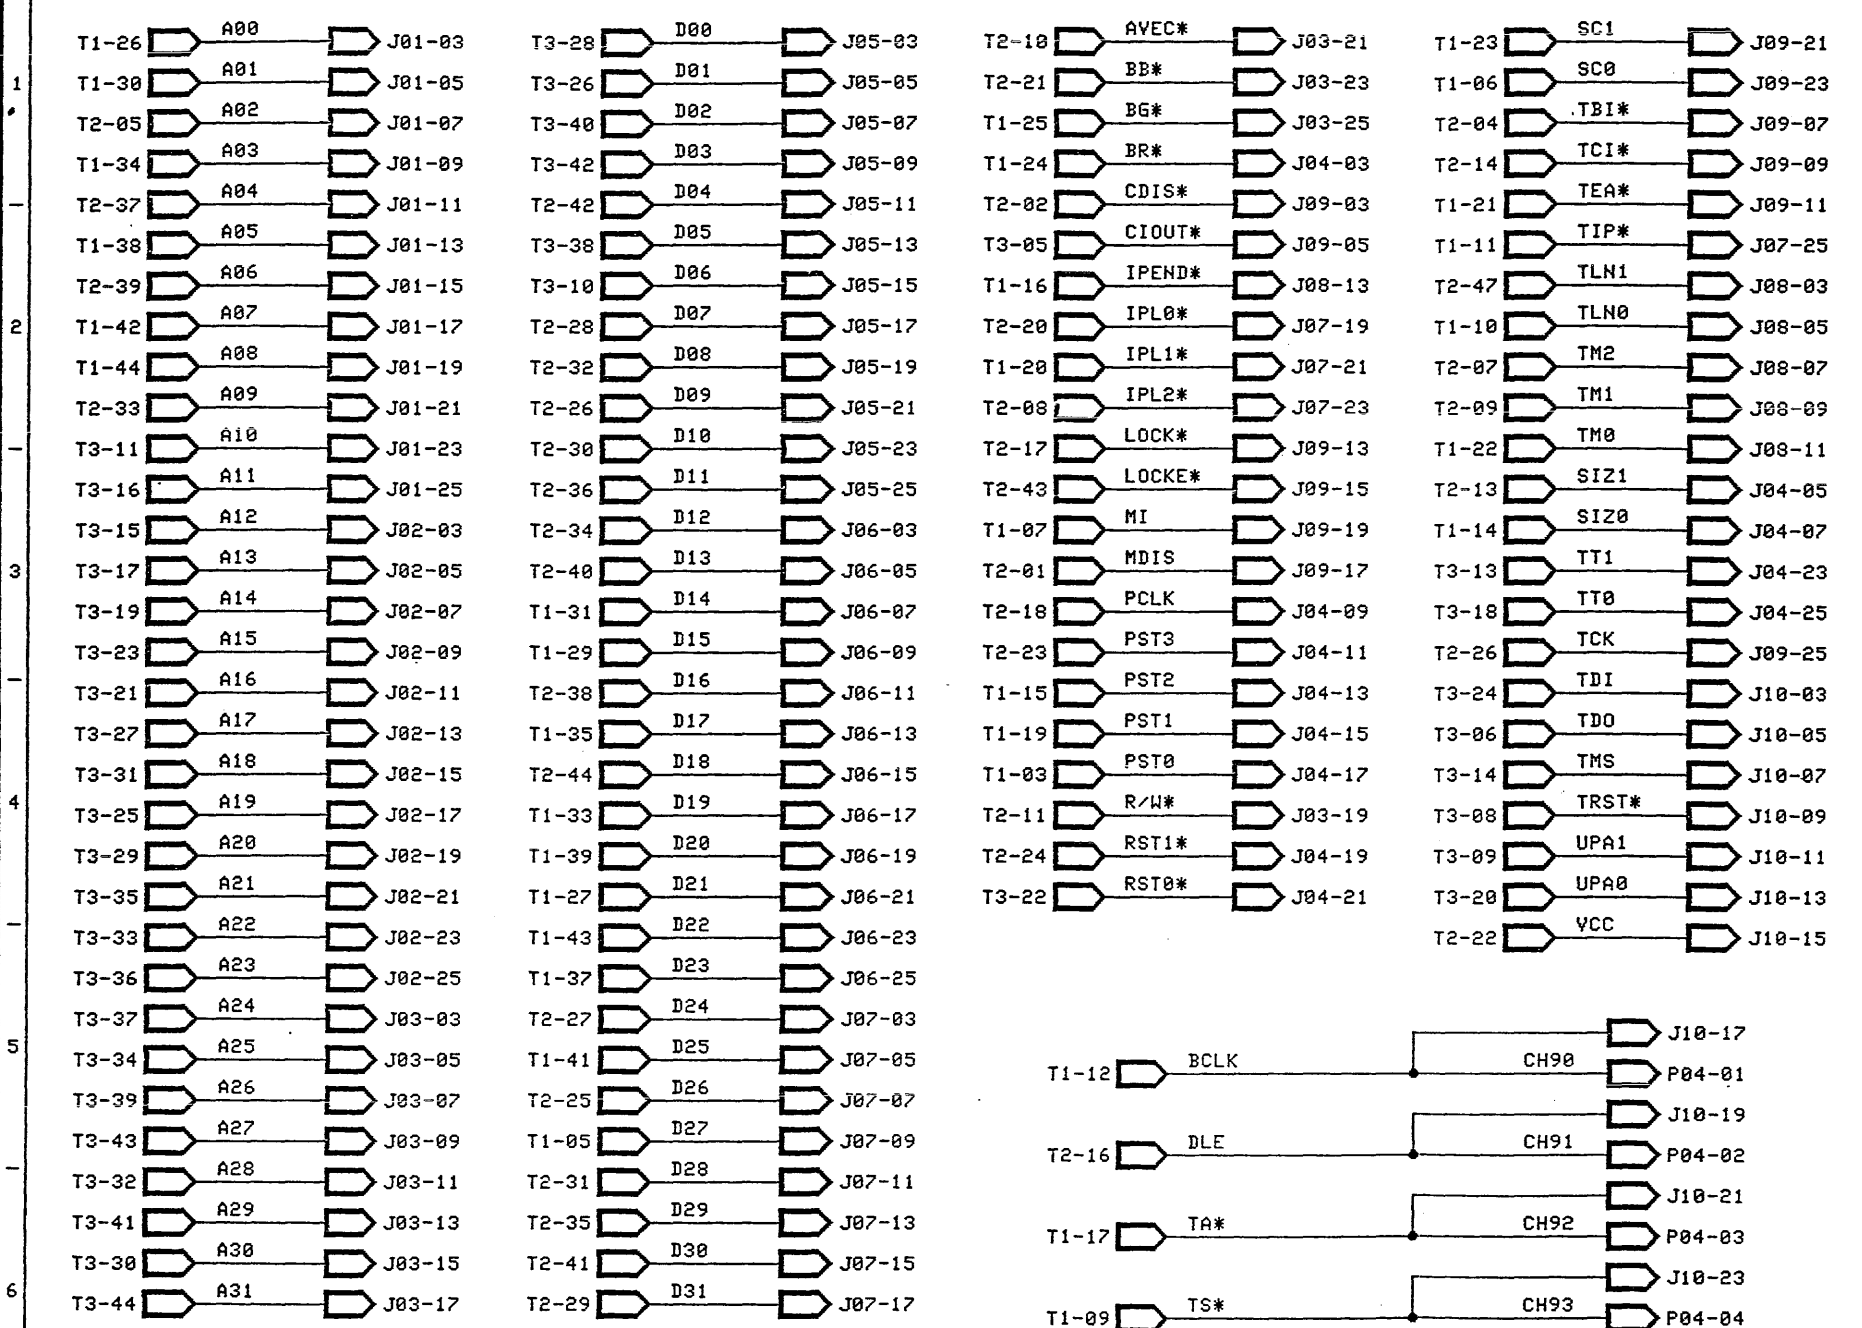 T1-26 A00 J01-03
T1-30 A01 J01-05
T2-05 A02 J01-07
T1-34 A03 J01-09
T2-37 A04 J01-11
T1-38 A05 J01-13
T2-39 A06 J01-15
T1-42 A07 J01-17
T1-44 A08 J01-19
T2-33 A09 J01-21
T3-11 A10 J01-23
T3-16 A11 J01-25
T3-15 A12 J02-03
T3-17 A13 J02-05
T3-19 A14 J02-07
T3-23 A15 J02-09
T3-21 A16 J02-11
T3-27 A17 J02-13
T3-31 A18 J02-15
T3-25 A19 J02-17
T3-29 A20 J02-19
T3-35 A21 J02-21
T3-33 A22 J02-23
T3-36 A23 J02-25
T3-37 A24 J03-03
T3-34 A25 J03-05
T3-39 A26 J03-07
T3-43 A27 J03-09
T3-32 A28 J03-11
T3-41 A29 J03-13
T3-30 A30 J03-15
T3-44 A31 J03-17
T3-28 D00 J05-03
T3-26 D01 J05-05
T3-40 D02 J05-07
T3-42 D03 J05-09
T2-42 D04 J05-11
T3-38 D05 J05-13
T3-10 D06 J05-15
T2-28 D07 J05-17
T2-32 D08 J05-19
T2-26 D09 J05-21
T2-30 D10 J05-23
T2-36 D11 J05-25
T2-34 D12 J06-03
T2-40 D13 J06-05
T1-31 D14 J06-07
T1-29 D15 J06-09
T2-38 D16 J06-11
T1-35 D17 J06-13
T2-44 D18 J06-15
T1-33 D19 J06-17
T1-39 D20 J06-19
T1-27 D21 J06-21
T1-43 D22 J06-23
T1-37 D23 J06-25
T2-27 D24 J07-03
T1-41 D25 J07-05
T2-25 D26 J07-07
T1-05 D27 J07-09
T2-31 D28 J07-11
T2-35 D29 J07-13
T2-41 D30 J07-15
T2-29 D31 J07-17
T2-10 AVEC* J03-21
T2-21 BB* J03-23
T1-25 BG* J03-25
T1-24 BR* J04-03
T2-02 CDIS* J09-03
T3-05 CIOUT* J09-05
T1-16 IPEND* J08-13
T2-20 IPL0* J07-19
T1-20 IPL1* J07-21
T2-08 IPL2* J07-23
T2-17 LOCK* J09-13
T2-43 LOCKE* J09-15
T1-07 MI J09-19
T2-01 MDIS J09-17
T2-18 PCLK J04-09
T2-23 PST3 J04-11
T1-15 PST2 J04-13
T1-19 PST1 J04-15
T1-03 PST0 J04-17
T2-11 R/W* J03-19
T2-24 RST1* J04-19
T3-22 RST0* J04-21
T1-23 SC1 J09-21
T1-06 SC0 J09-23
T2-04 TBI* J09-07
T2-14 TCI* J09-09
T1-21 TEA* J09-11
T1-11 TIP* J07-25
T2-47 TLN1 J08-03
T1-10 TLN0 J08-05
T2-07 TM2 J08-07
T2-09 TM1 J08-09
T1-22 TM0 J08-11
T2-13 SIZ1 J04-05
T1-14 SIZ0 J04-07
T3-13 TT1 J04-23
T3-18 TT0 J04-25
T2-26 TCK J09-25
T3-24 TDI J10-03
T3-06 TDO J10-05
T3-14 TMS J10-07
T3-08 TRST* J10-09
T3-09 UPA1 J10-11
T3-20 UPA0 J10-13
T2-22 VCC J10-15
J10-17
T1-12 BCLK CH90 P04-01
J10-19
T2-16 DLE CH91 P04-02
J10-21
T1-17 TA* CH92 P04-03
J10-23
T1-09 TS* CH93 P04-04
1
2
3
4
5
6